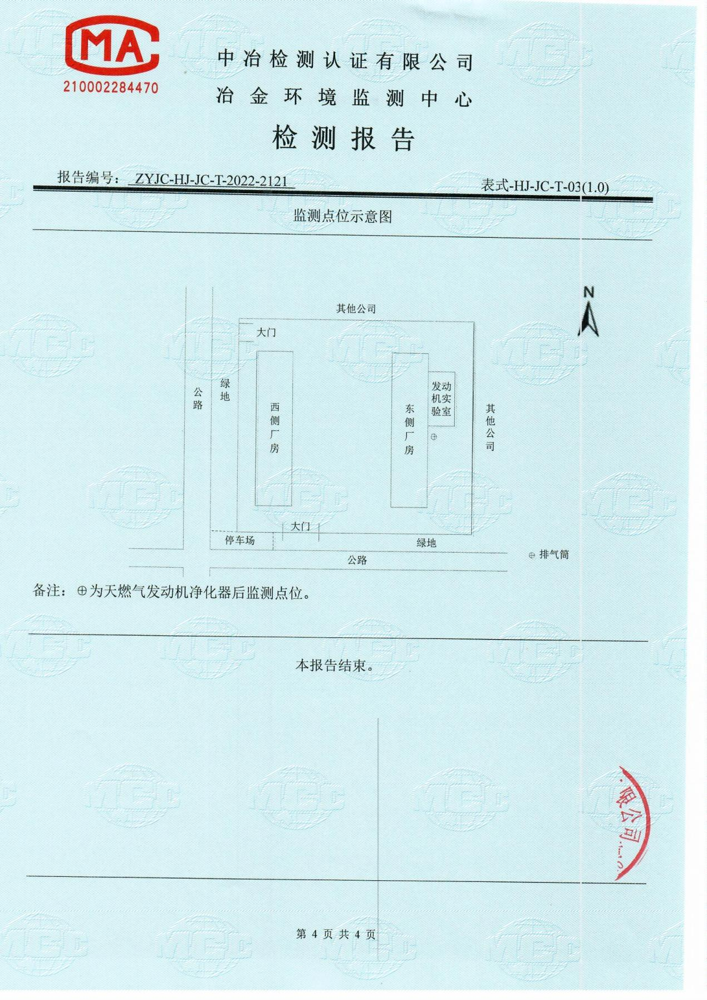 MA
210002284470
中冶检测认证有限公司
冶金环境监测中心
检测报告
报告编号： ZYJC-HJ-JC-T-2022-2121
表式-HJ-JC-T-03(1.0)
监测点位示意图
N
其他公司
大门
公路
绿地
西侧厂房
东侧厂房
发动
机实
验室
⊕
其他公司
大门
停车场
绿地
公路
⊕ 排气筒
备注：⊕为天燃气发动机净化器后监测点位。
本报告结束。
限公司
第 4 页 共 4 页
MCC